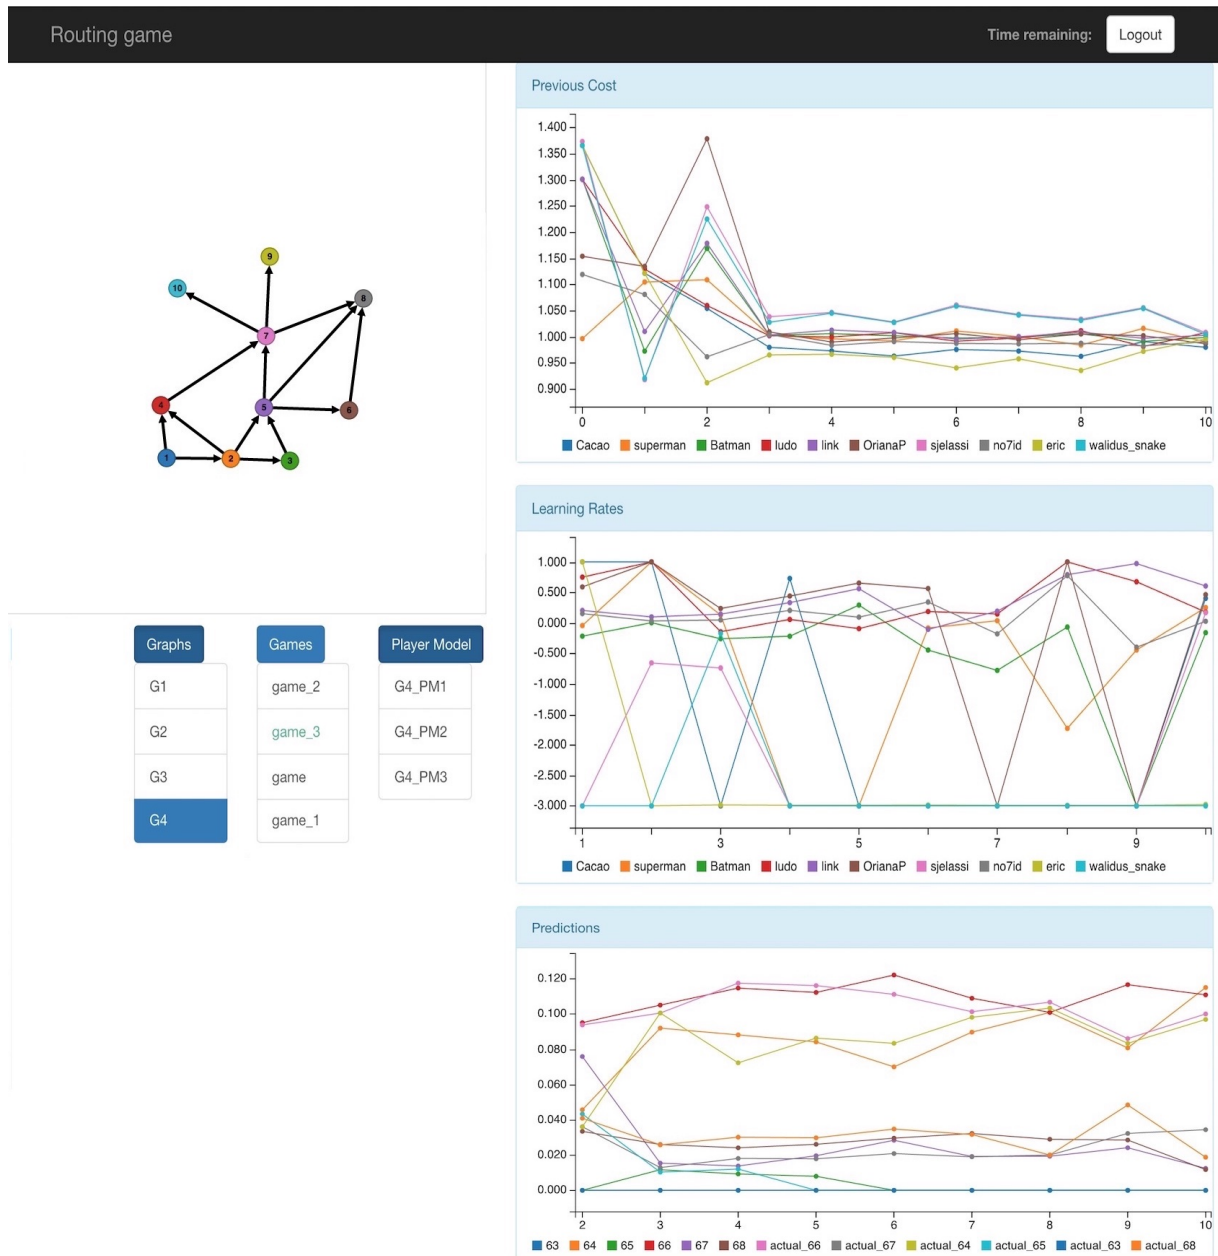 Routing game
Time remaining:
Logout
9
10
8
7
4
5
6
1
2
3
Graphs
G1
G2
G3
G4
Games
game_2
game_3
game
game_1
Player Model
G4_PM1
G4_PM2
G4_PM3
Previous Cost
1.400
1.350
1.300
1.250
1.200
1.150
1.100
1.050
1.000
0.950
0.900
0 1 2 3 4 5 6 7 8 9 10
Cacao superman Batman ludo link OrianaP sjelassi no7id eric walidus_snake
Learning Rates
1.000
0.500
0.000
-0.500
-1.000
-1.500
-2.000
-2.500
-3.000
1 3 5 7 9
Cacao superman Batman ludo link OrianaP sjelassi no7id eric walidus_snake
Predictions
0.120
0.100
0.080
0.060
0.040
0.020
0.000
2 3 4 5 6 7 8 9 10
63 64 65 66 67 68 actual_66 actual_67 actual_64 actual_65 actual_63 actual_68